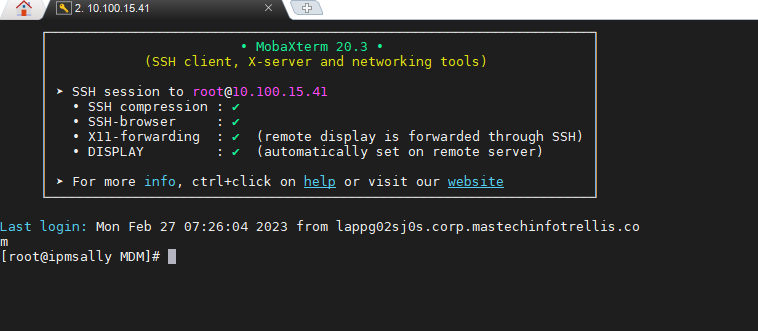 2. 10.100.15.41
• MobaXterm 20.3 •
(SSH client, X-server and networking tools)
➤ SSH session to root@10.100.15.41
• SSH compression : ✔
• SSH-browser : ✔
• X11-forwarding : ✔ (remote display is forwarded through SSH)
• DISPLAY : ✔ (automatically set on remote server)
➤ For more info, ctrl+click on help or visit our website
Last login: Mon Feb 27 07:26:04 2023 from lappg02sj0s.corp.mastechinfotrellis.co
m
[root@ipmsally MDM]#